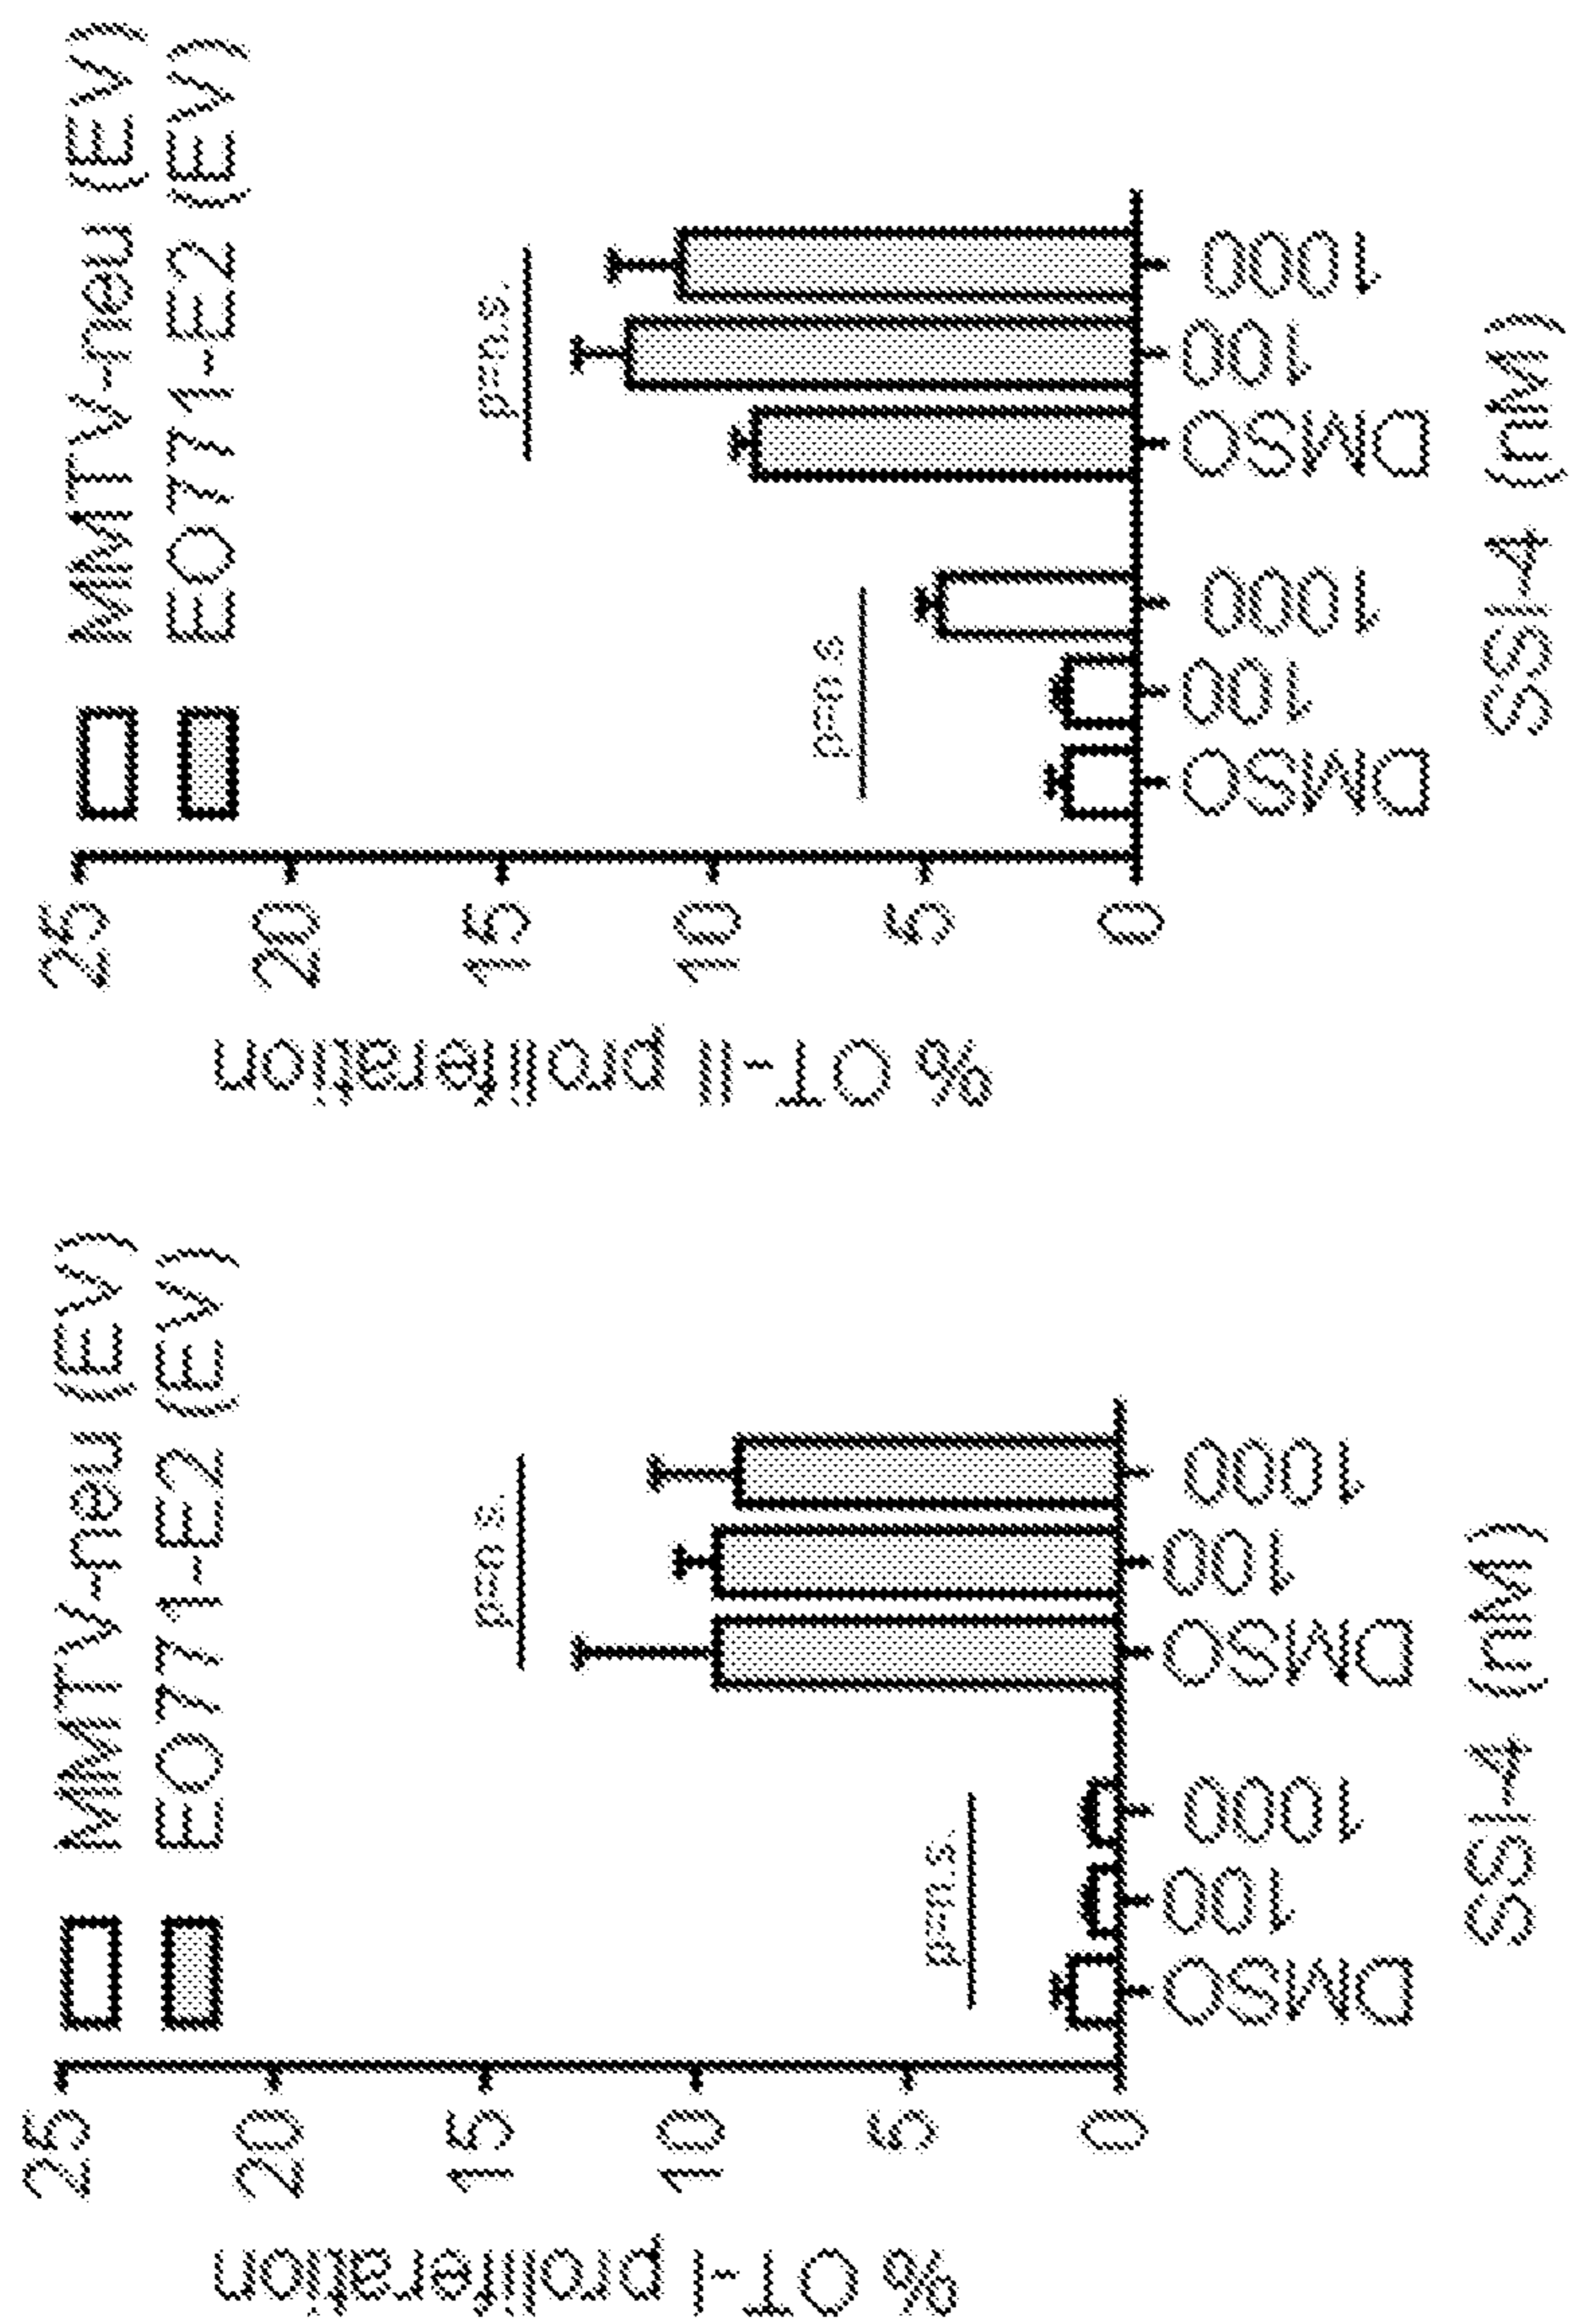 MMTV-neu (EV)
EO771-E2 (EV)
% OT-I proliferation
25
20
15
10
5
0
p=n.s.
p=n.s.
DMSO
100
1000
DMSO
100
1000
SSI-4 (nM)
MMTV-neu (EV)
EO771-E2 (EV)
% OT-II proliferation
25
20
15
10
5
0
p=n.s
p=n.s.
DMSO
100
1000
DMSO
100
1000
SSI-4 (nM)